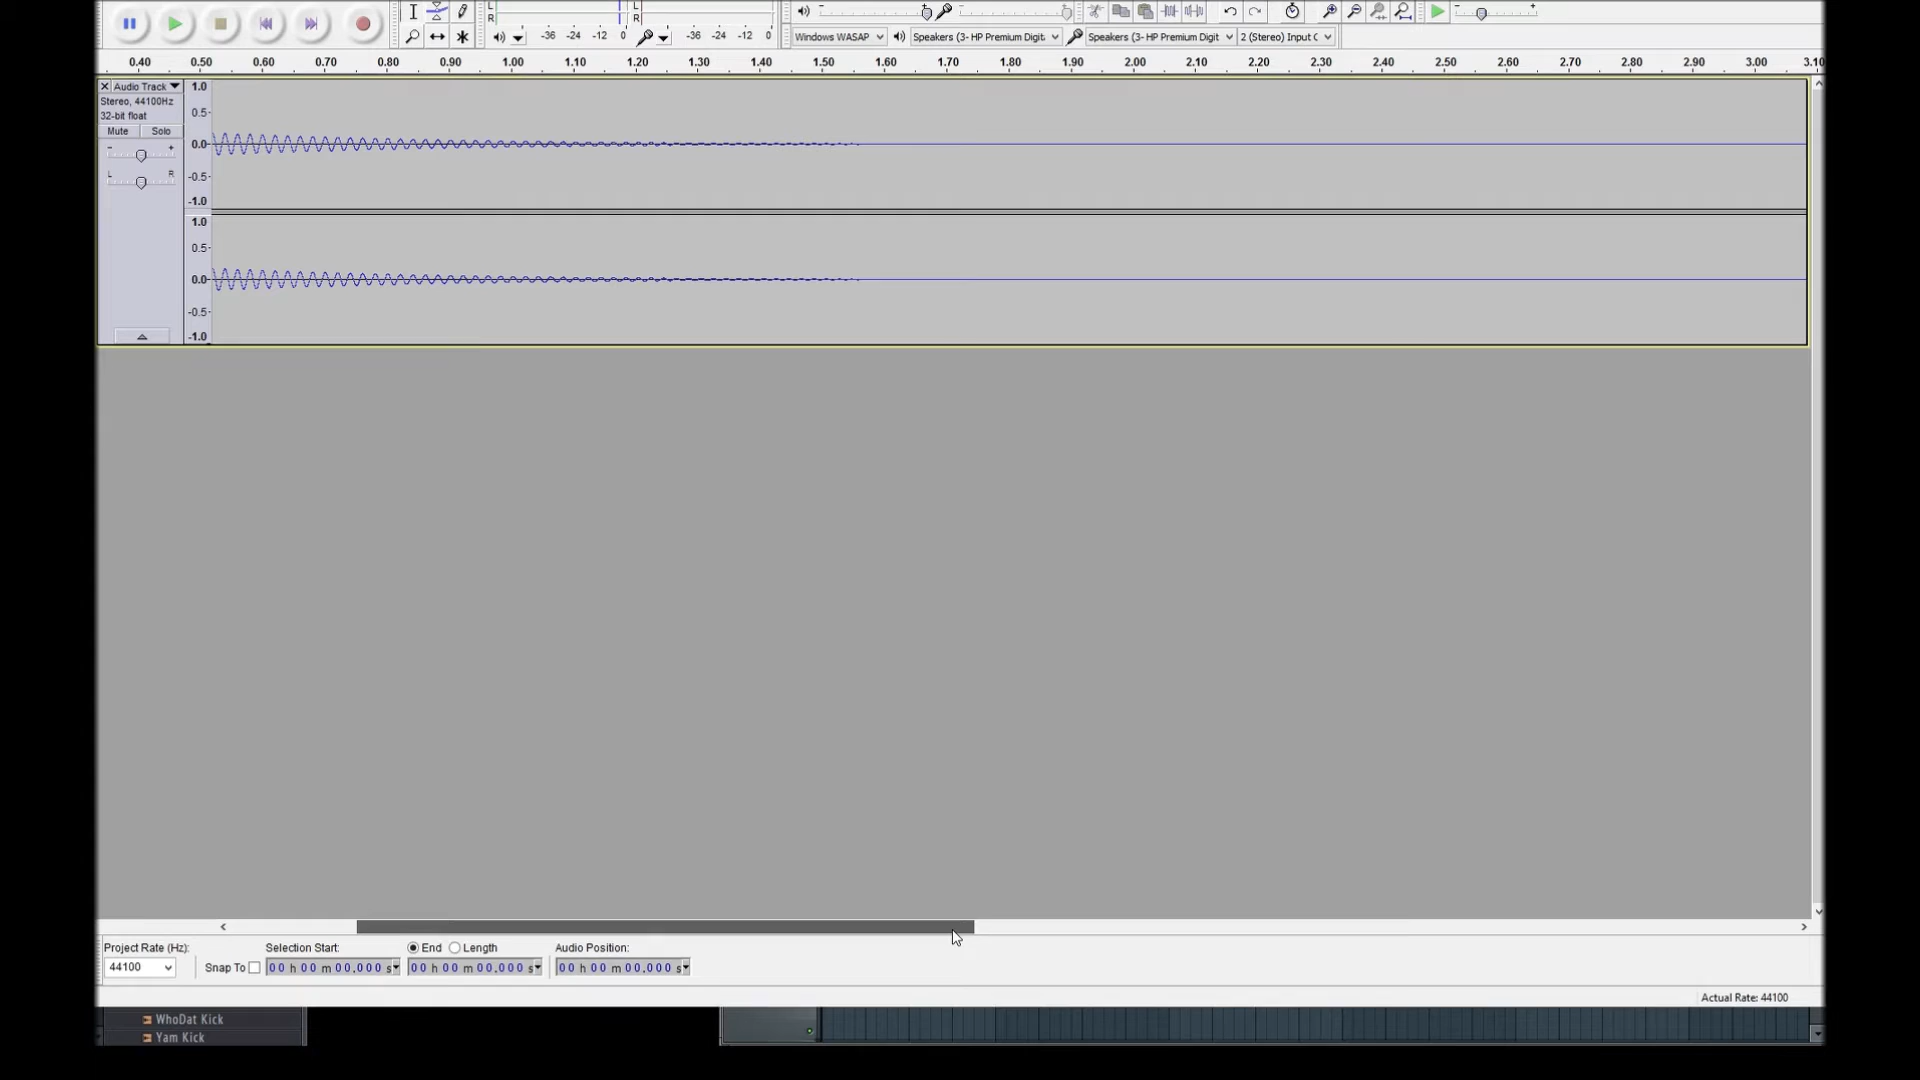 L
R
-36 -24 -12 0
L
R
-36 -24 -12 0
Windows WASAP
Speakers (3- HP Premium Digit
Speakers (3- HP Premium Digit
2 (Stereo) Input C
0.40 0.50 0.60 0.70 0.80 0.90 1.00 1.10 1.20 1.30 1.40 1.50 1.60 1.70 1.80 1.90 2.00 2.10 2.20 2.30 2.40 2.50 2.60 2.70 2.80 2.90 3.00 3.10
Audio Track
Stereo, 44100Hz
32-bit float
Mute Solo
- +
L R
1.0
0.5
0.0
-0.5
-1.0
1.0
0.5
0.0
-0.5
-1.0
Project Rate (Hz):
44100
Snap To
Selection Start:
00 h 00 m 00.000 s
End Length
00 h 00 m 00.000 s
Audio Position:
00 h 00 m 00.000 s
Actual Rate: 44100
WhoDat Kick
Yam Kick